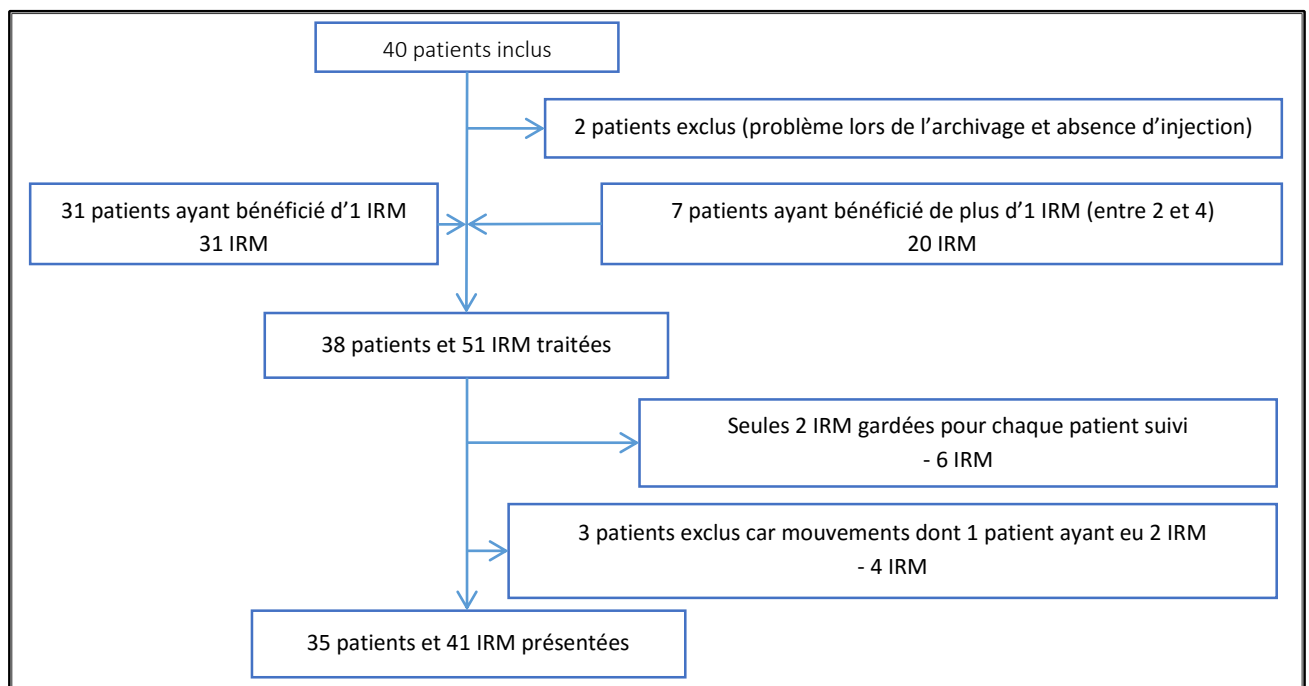 40 patients inclus
2 patients exclus (problème lors de l’archivage et absence d’injection)
31 patients ayant bénéficié d’1 IRM
31 IRM
7 patients ayant bénéficié de plus d’1 IRM (entre 2 et 4)
20 IRM
38 patients et 51 IRM traitées
Seules 2 IRM gardées pour chaque patient suivi
- 6 IRM
3 patients exclus car mouvements dont 1 patient ayant eu 2 IRM
- 4 IRM
35 patients et 41 IRM présentées